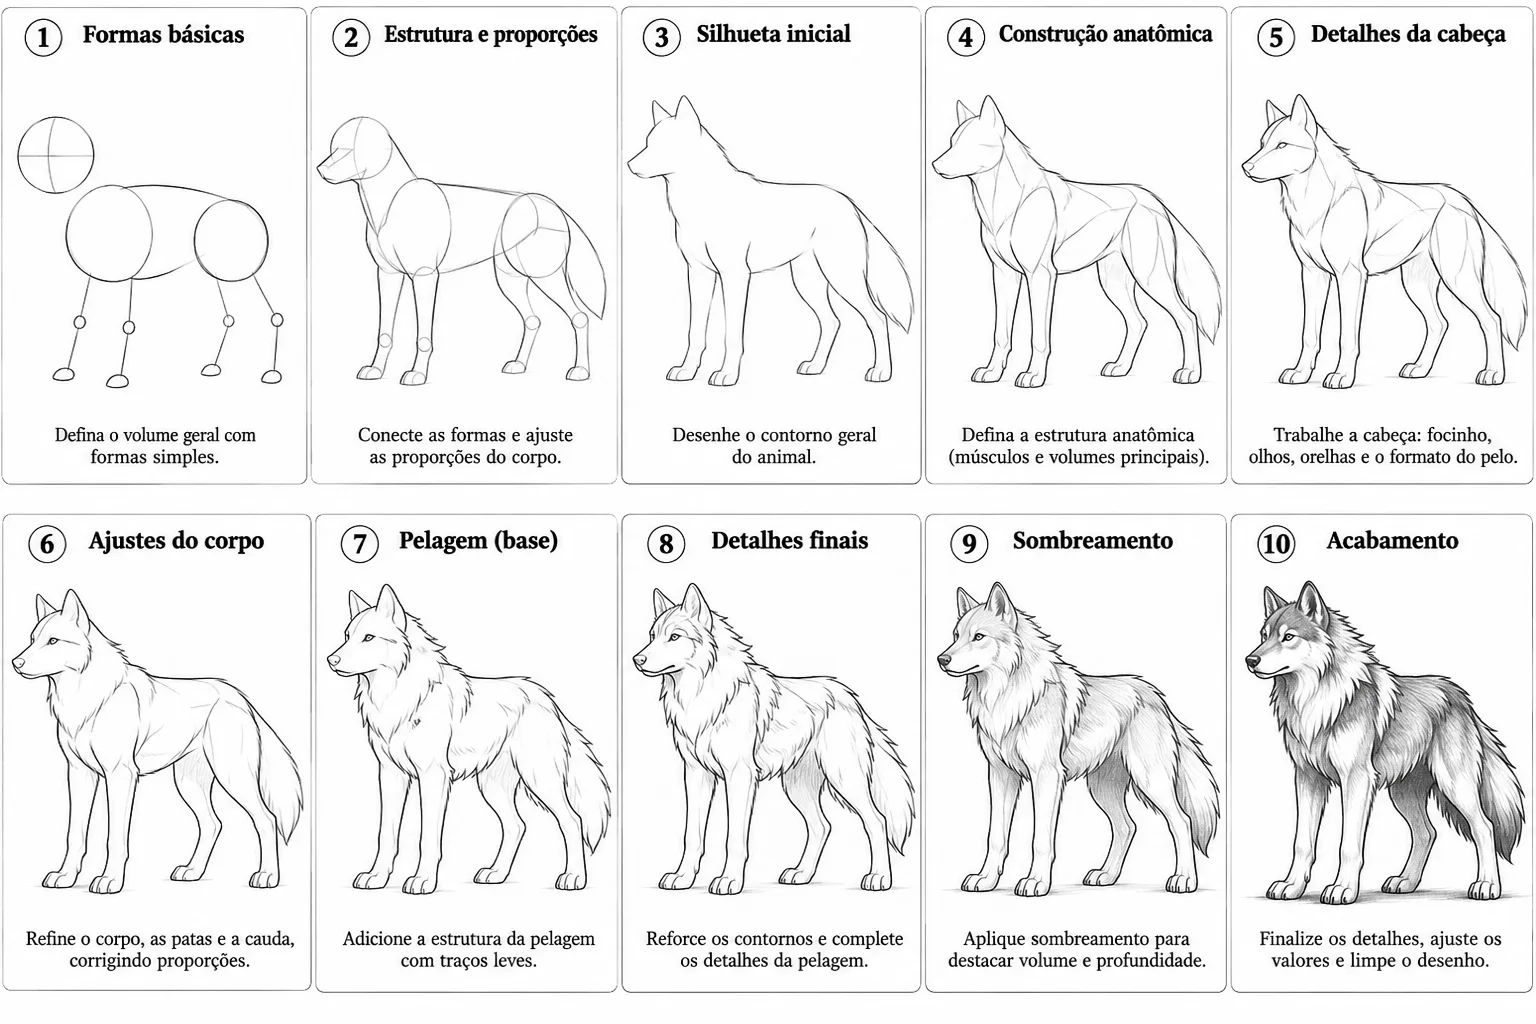 1 Formas básicas
Defina o volume geral com
formas simples.
2 Estrutura e proporções
Conecte as formas e ajuste
as proporções do corpo.
3 Silhueta inicial
Desenhe o contorno geral
do animal.
4 Construção anatômica
Defina a estrutura anatômica
(músculos e volumes principais).
5 Detalhes da cabeça
Trabalhe a cabeça: focinho,
olhos, orelhas e o formato do pelo.
6 Ajustes do corpo
Refine o corpo, as patas e a cauda,
corrigindo proporções.
7 Pelagem (base)
Adicione a estrutura da pelagem
com traços leves.
8 Detalhes finais
Reforce os contornos e complete
os detalhes da pelagem.
9 Sombreamento
Aplique sombreamento para
destacar volume e profundidade.
10 Acabamento
Finalize os detalhes, ajuste os
valores e limpe o desenho.